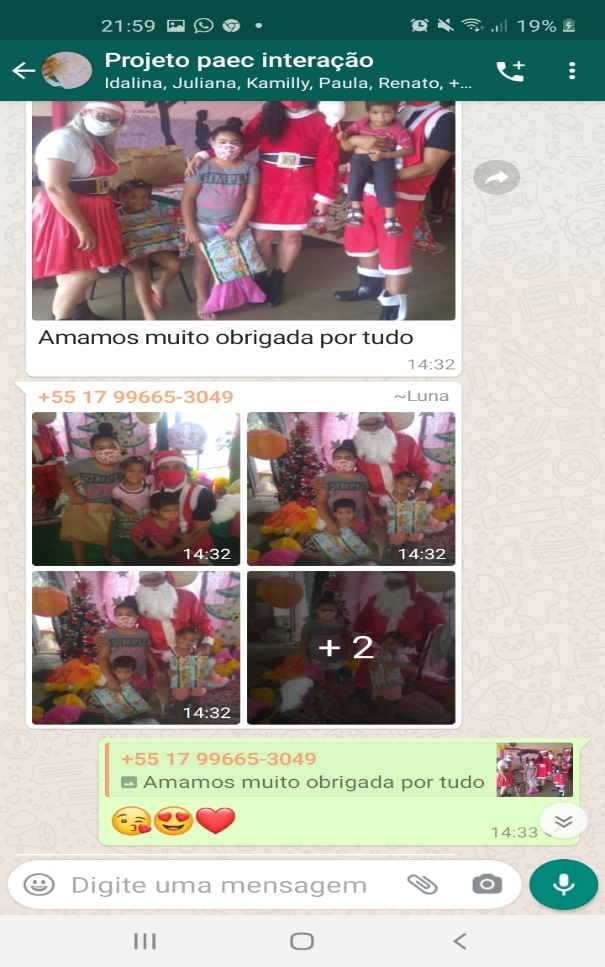 21:59
19%
Projeto paec interação
Idalina, Juliana, Kamilly, Paula, Renato, +...
SIMPLY
Amamos muito obrigada por tudo
14:32
+55 17 99665-3049 ~Luna
14:32 14:32
14:32 + 2
+55 17 99665-3049
Amamos muito obrigada por tudo
14:33
Digite uma mensagem